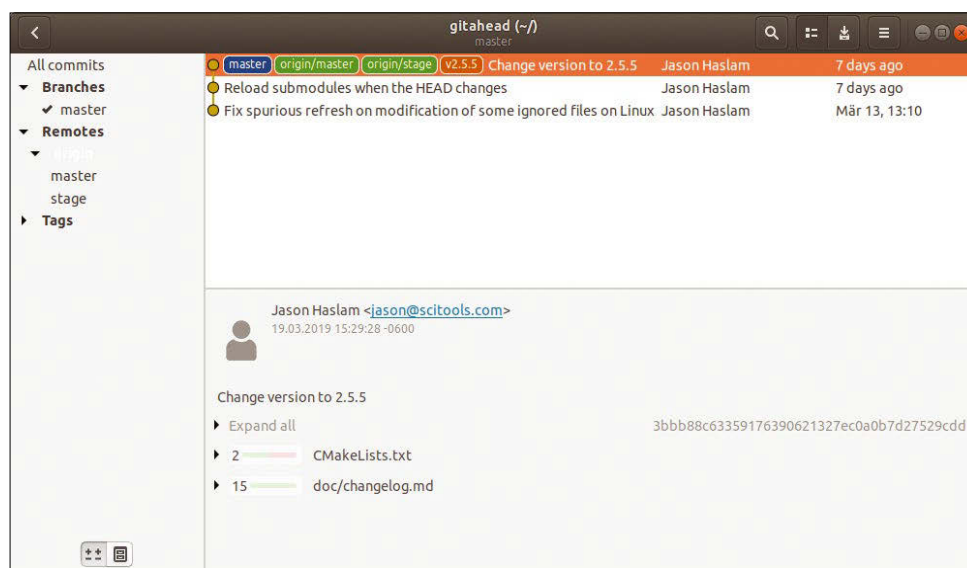 gitahead (~/)
master
All commits
Branches
master
Remotes
origin
master
stage
Tags
master origin/master origin/stage v2.5.5 Change version to 2.5.5 Jason Haslam 7 days ago
Reload submodules when the HEAD changes Jason Haslam 7 days ago
Fix spurious refresh on modification of some ignored files on Linux Jason Haslam Mär 13, 13:10
Jason Haslam <jason@scitools.com>
19.03.2019 15:29:28 -0600
Change version to 2.5.5
Expand all 3bbb88c63359176390621327ec0a0b7d27529cdd
2 CMakeLists.txt
15 doc/changelog.md